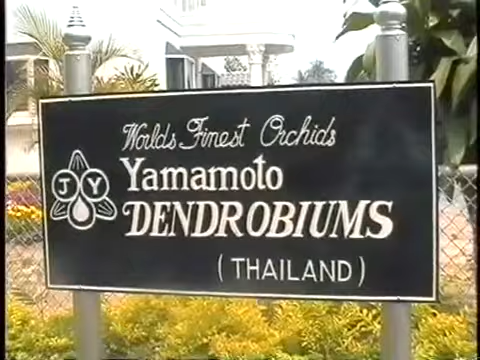 Worlds Finest Orchids
JY
Yamamoto
DENDROBIUMS
(THAILAND)